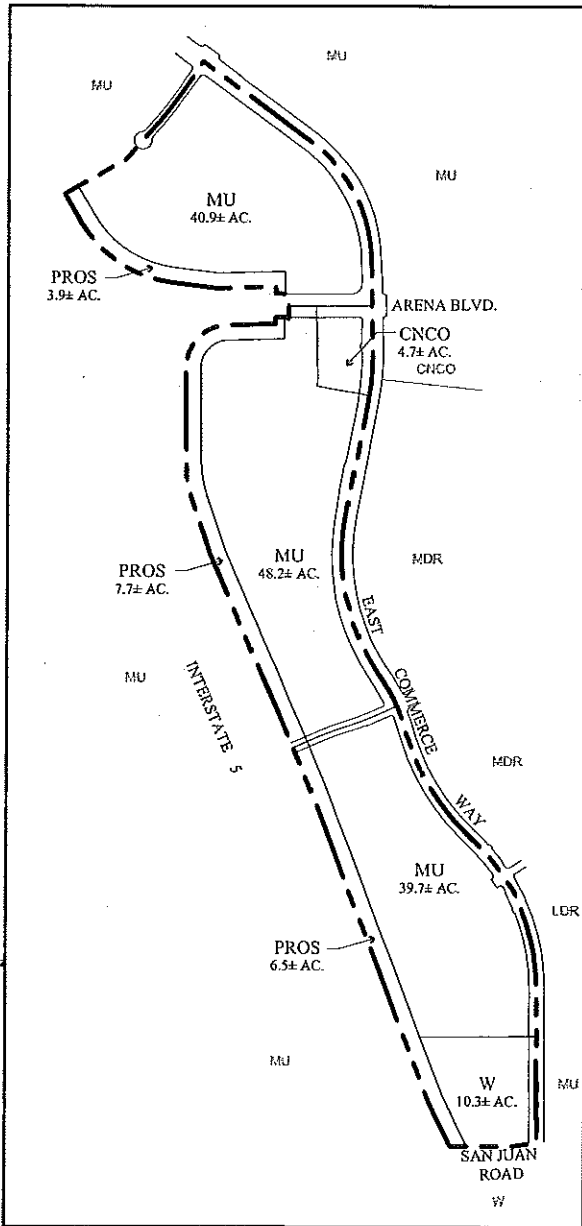 MU
MU
MU
MU
40.9± AC.
PROS
3.9± AC.
ARENA BLVD.
CNCO
4.7± AC.
CNCO
MDR
MU
48.2± AC.
PROS
7.7± AC.
EAST
COMMERCE
WAY
MU
INTERSTATE 5
MDR
MU
39.7± AC.
LDR
PROS
6.5± AC.
MU
W
10.3± AC.
MU
SAN JUAN
ROAD
W